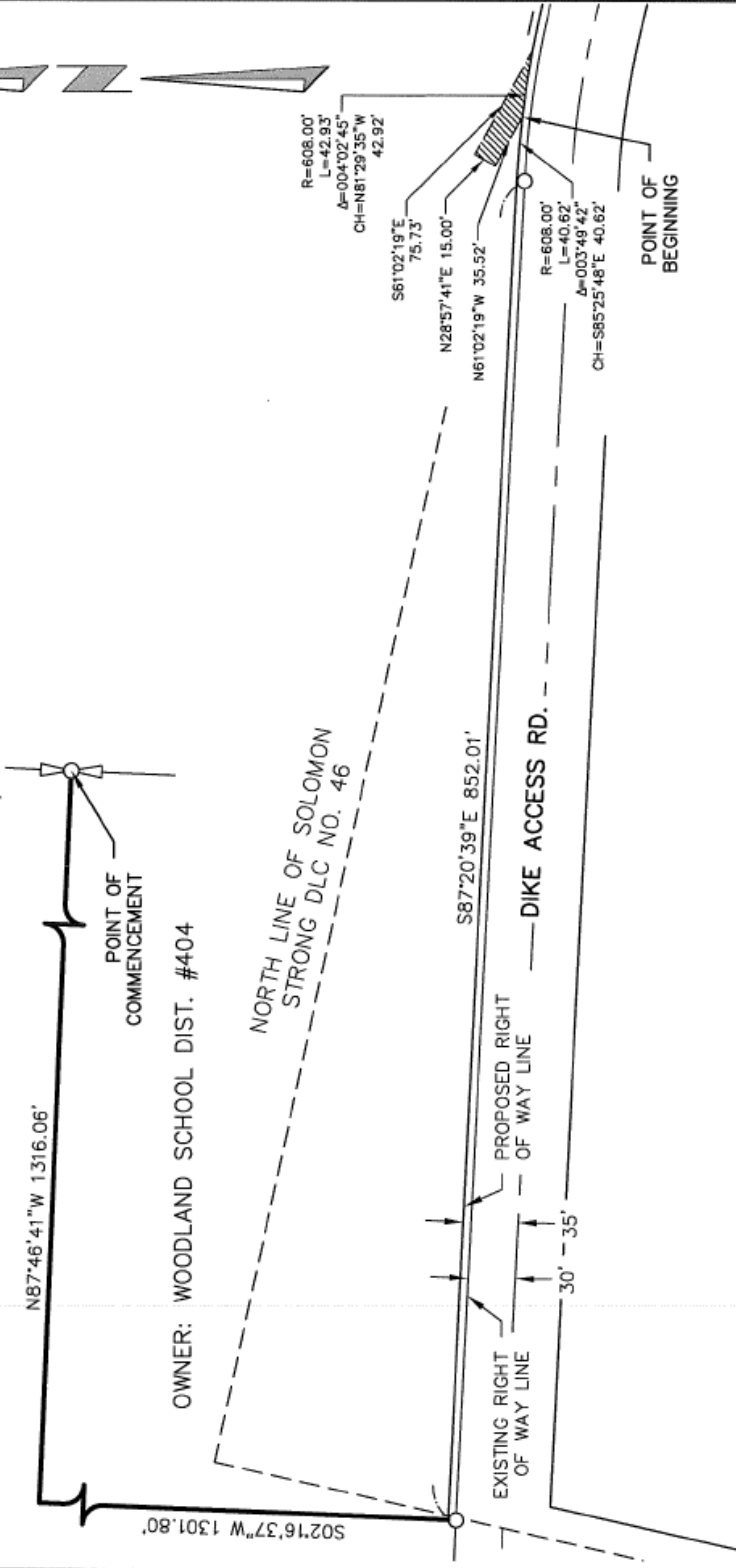 N87°46'41"W 1316.06'
POINT OF
COMMENCEMENT
OWNER: WOODLAND SCHOOL DIST. #404
S02°16'37"W 1301.80'
NORTH LINE OF SOLOMON
STRONG DLC NO. 46
R=608.00'
L=42.93'
Δ=004°02'45"
CH=N81°29'35"W
42.92'
S61°02'19"E
75.73'
N28°57'41"E 15.00'
N61°02'19"W 35.52'
R=608.00'
L=40.62'
Δ=003°49'42"
CH=S85°25'48"E 40.62'
POINT OF
BEGINNING
S87°20'39"E 852.01'
DIKE ACCESS RD.
PROPOSED RIGHT
OF WAY LINE
EXISTING RIGHT
OF WAY LINE
30'
35'
N